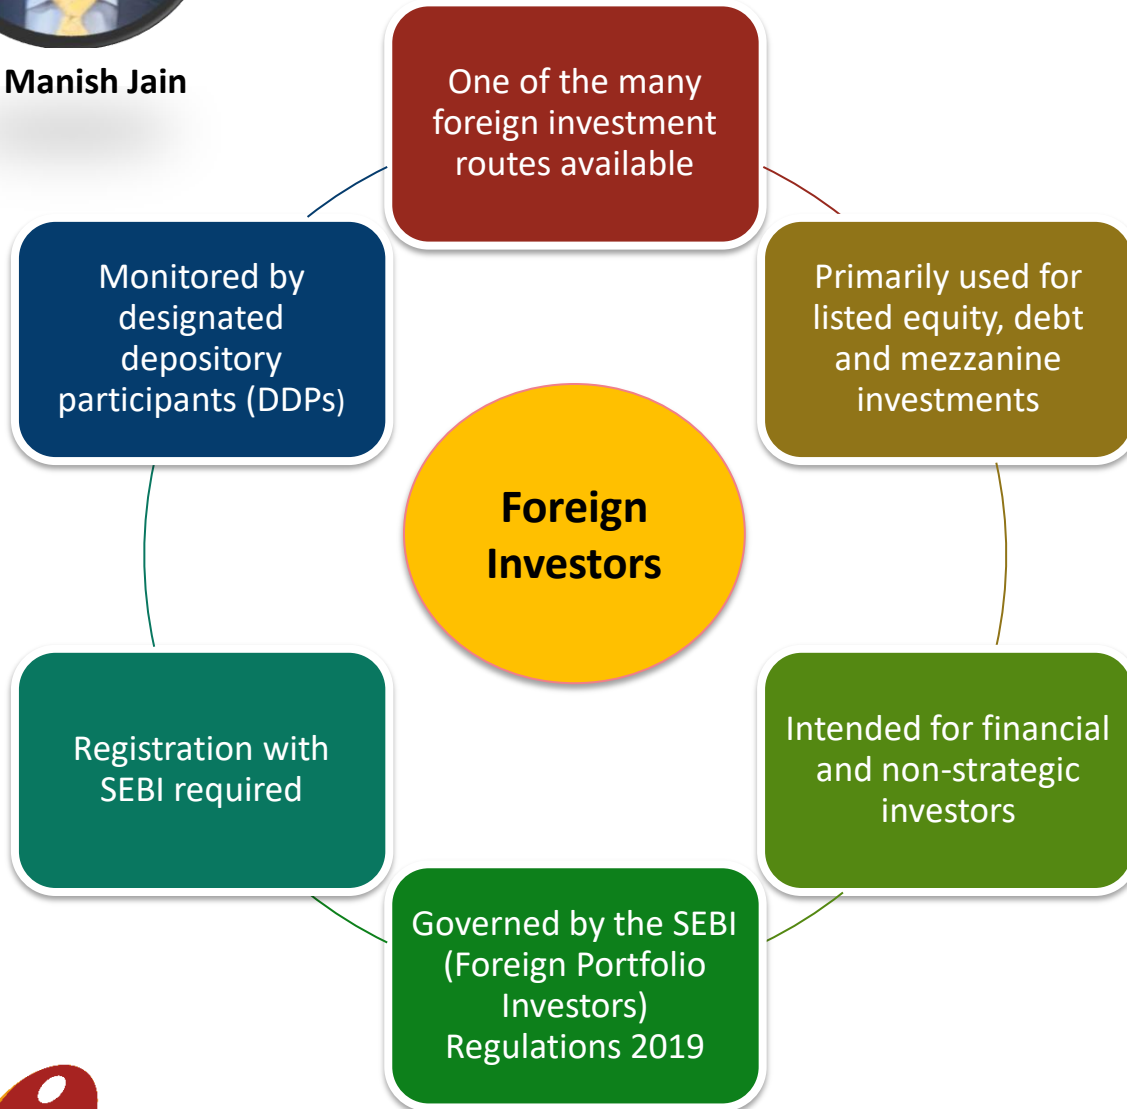 Manish Jain
One of the many
foreign investment
routes available
Primarily used for
listed equity, debt
and mezzanine
investments
Intended for financial
and non-strategic
investors
Governed by the SEBI
(Foreign Portfolio
Investors)
Regulations 2019
Registration with
SEBI required
Monitored by
designated
depository
participants (DDPs)
Foreign
Investors